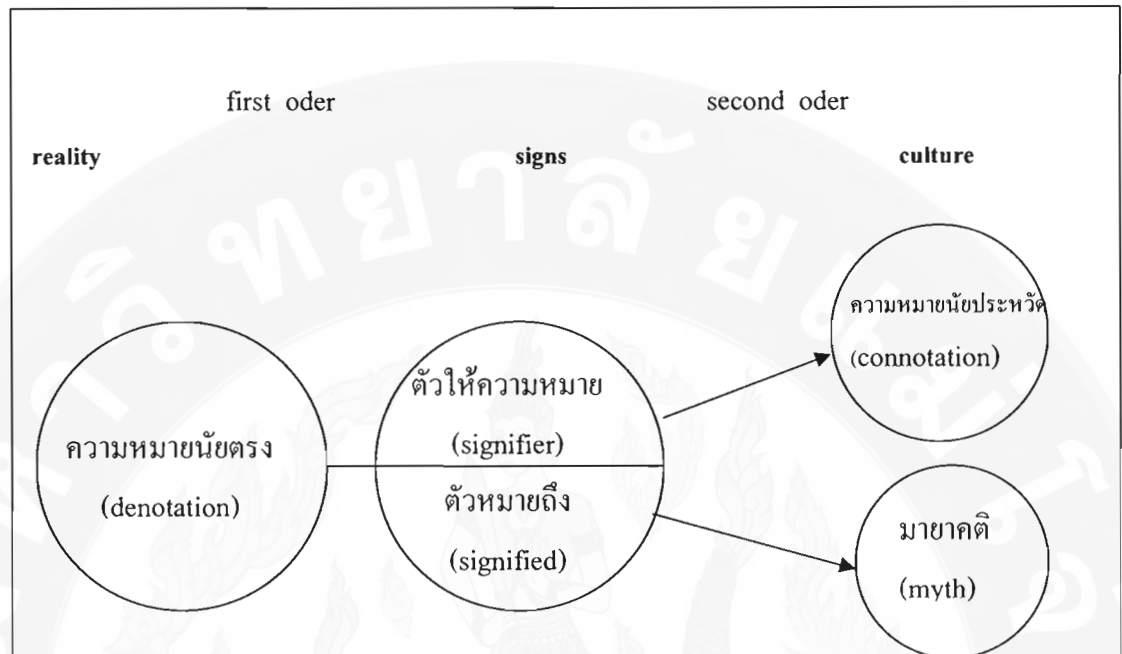 first oder second oder
reality signs culture
ความหมายนัยประหวัด
(connotation)
ตัวให้ความหมาย
(signifier)
ความหมายนัยตรง
(denotation)
ตัวหมายถึง
(signified)
มายาคติ
(myth)